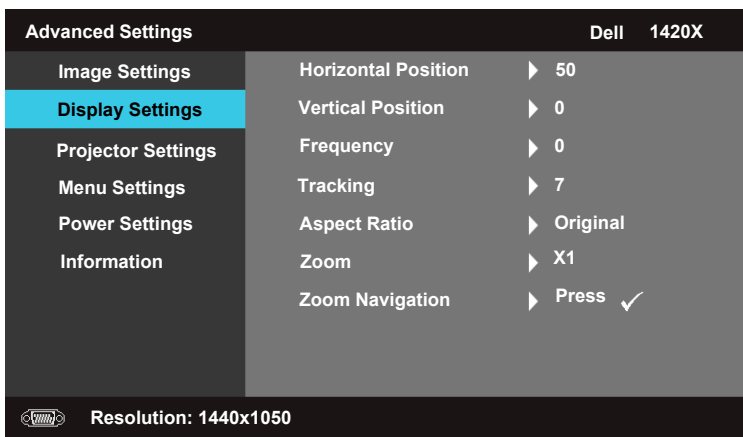 Advanced Settings Dell 1420X
Image Settings Horizontal Position 50
Display Settings Vertical Position 0
Projector Settings Frequency 0
Menu Settings Tracking 7
Power Settings Aspect Ratio Original
Information Zoom X1
Zoom Navigation Press
Resolution: 1440x1050